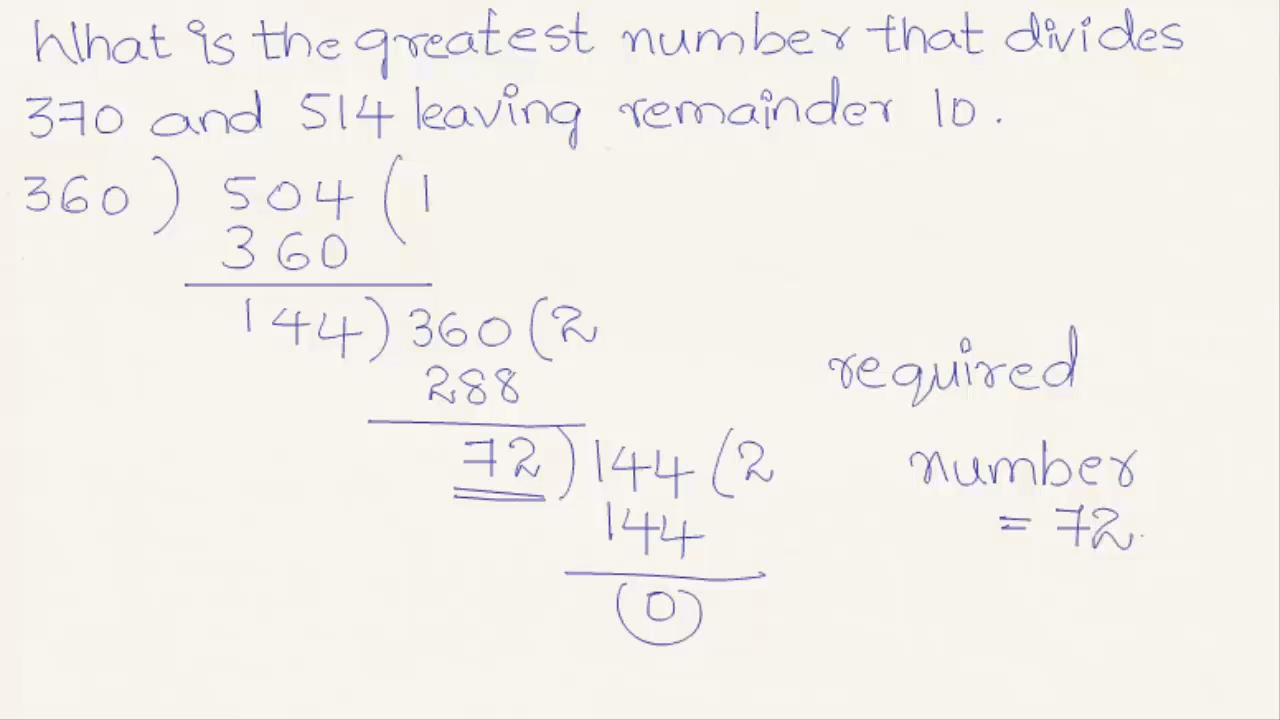 What is the greatest number that divides
370 and 514 leaving remainder 10.
360 ) 504 ( 1
360
144 ) 360 ( 2
288
72 ) 144 ( 2
144
0
required
number
= 72.